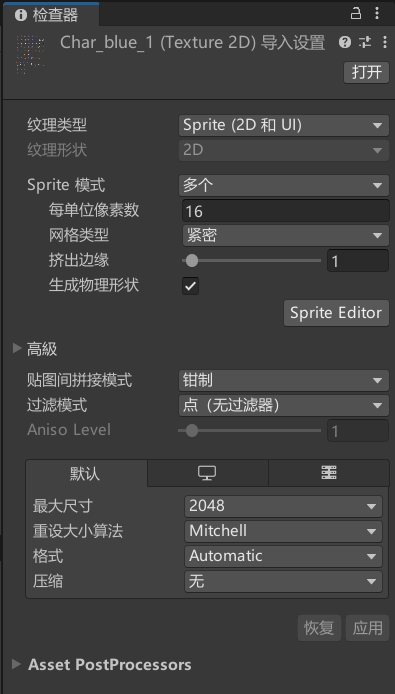 检查器
Char_blue_1 (Texture 2D) 导入设置
打开
纹理类型 Sprite (2D 和 UI)
纹理形状 2D
Sprite 模式 多个
每单位像素数 16
网格类型 紧密
挤出边缘 1
生成物理形状
Sprite Editor
高級
贴图间拼接模式 钳制
过滤模式 点（无过滤器）
Aniso Level 1
默认
最大尺寸 2048
重设大小算法 Mitchell
格式 Automatic
压缩 无
恢复 应用
Asset PostProcessors